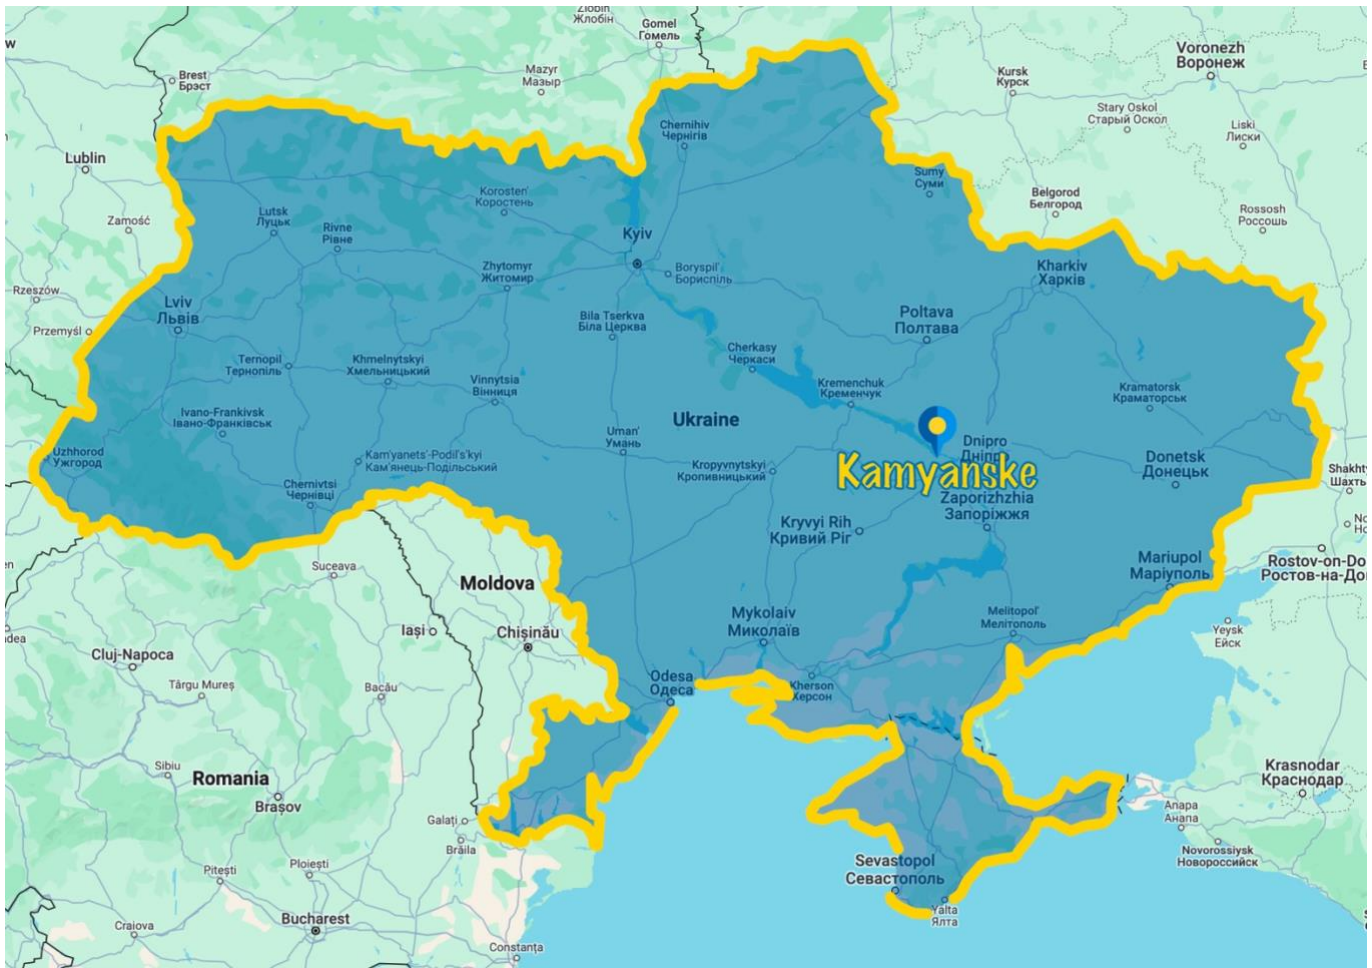 Zlobin
Жлобін
Gomel
Гомель
Voronezh
Воронеж
Brest
Брэст
Mazyr
Мазыр
Kursk
Курск
Stary Oskol
Старый Оскол
Chernihiv
Чернігів
Liski
Лиски
Lublin
Sumy
Суми
Belgorod
Белгород
Korosten'
Коростень
Zamość
Lutsk
Луцьк
Rivne
Рівне
Rossosh
Россошь
Kyiv
Zhytomyr
Житомир
Boryspil'
Бориспіль
Kharkiv
Харків
Rzeszów
Lviv
Львів
Przemyśl
Bila Tserkva
Біла Церква
Poltava
Полтава
Ternopil
Тернопіль
Khmelnytskyi
Хмельницький
Cherkasy
Черкаси
Vinnytsia
Вінниця
Kremenchuk
Кременчук
Kramatorsk
Краматорськ
Ivano-Frankivsk
Івано-Франківськ
Ukraine
Uman'
Умань
Dnipro
Дніпро
Uzhhorod
Ужгород
Kam'yanets'-Podil's'kyi
Кам'янець-Подільський
Kropyvnytskyi
Кропивницький
Kamyanske
Donetsk
Донецьк
Shakhty
Шахты
Chernivtsi
Чернівці
Zaporizhzhia
Запоріжжя
Kryvyi Rih
Кривий Ріг
Mariupol
Маріуполь
Rostov-on-Do
Ростов-на-До
Suceava
Moldova
Mykolaiv
Миколаїв
Melitopol'
Мелітополь
Iași
Chișinău
Yeysk
Ейск
Cluj-Napoca
Târgu Mureș
Bacău
Odesa
Одеса
Kherson
Херсон
Sibiu
Romania
Brașov
Krasnodar
Краснодар
Anapa
Анапа
Galați
Brăila
Novorossiysk
Новороссийск
Sevastopol
Севастополь
Pitești
Ploiești
Yalta
Ялта
Bucharest
Craiova
Constanța